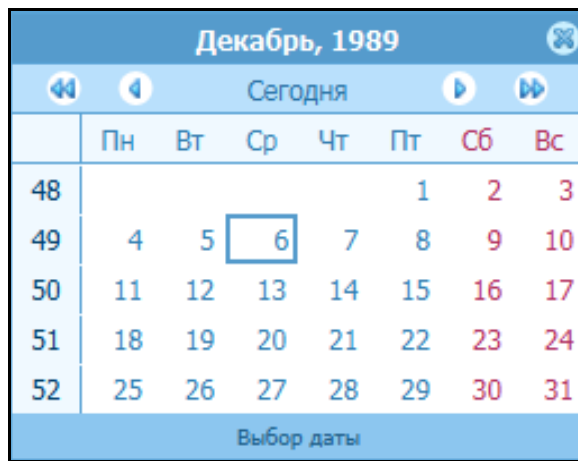 Декабрь, 1989
Сегодня
Пн Вт Ср Чт Пт Сб Вс
48 1 2 3
49 4 5 6 7 8 9 10
50 11 12 13 14 15 16 17
51 18 19 20 21 22 23 24
52 25 26 27 28 29 30 31
Выбор даты